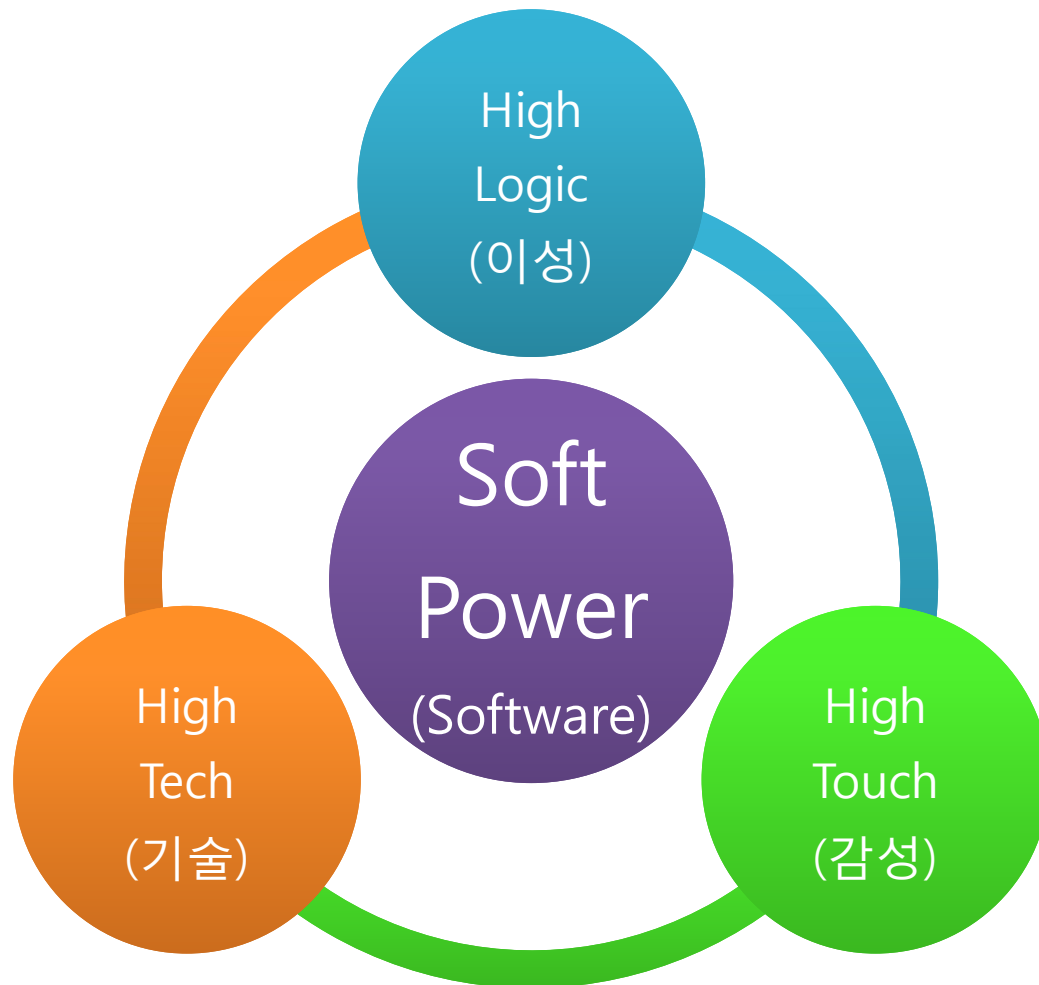 High
Logic
(이성)
Soft
Power
(Software)
High
Tech
(기술)
High
Touch
(감성)